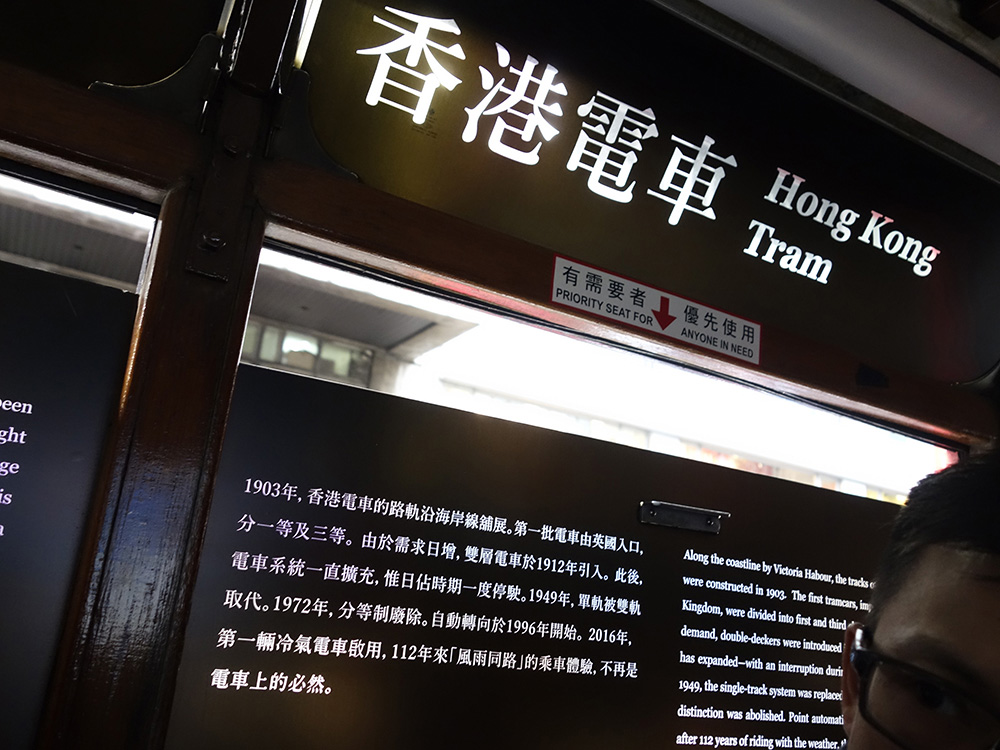 香港電車
Hong Kong
Tram
有需要者 優先使用
PRIORITY SEAT FOR ANYONE IN NEED
een
ght
ge
is
a
1903年, 香港電車的路軌沿海岸線舖展。第一批電車由英國入口,
分一等及三等。由於需求日增, 雙層電車於1912年引入。此後,
電車系統一直擴充, 惟日佔時期一度停駛。1949年, 單軌被雙軌
取代。1972年, 分等制廢除。自動轉向於1996年開始。2016年,
第一輛冷氣電車啟用, 112年來「風雨同路」的乘車體驗, 不再是
電車上的必然。
Along the coastline by Victoria Habour, the tracks
were constructed in 1903. The first tramcars, im
Kingdom, were divided into first and third
demand, double-deckers were introduced
has expanded—with an interruption durin
1949, the single-track system was replaced
distinction was abolished. Point automati
after 112 years of riding with the weather.